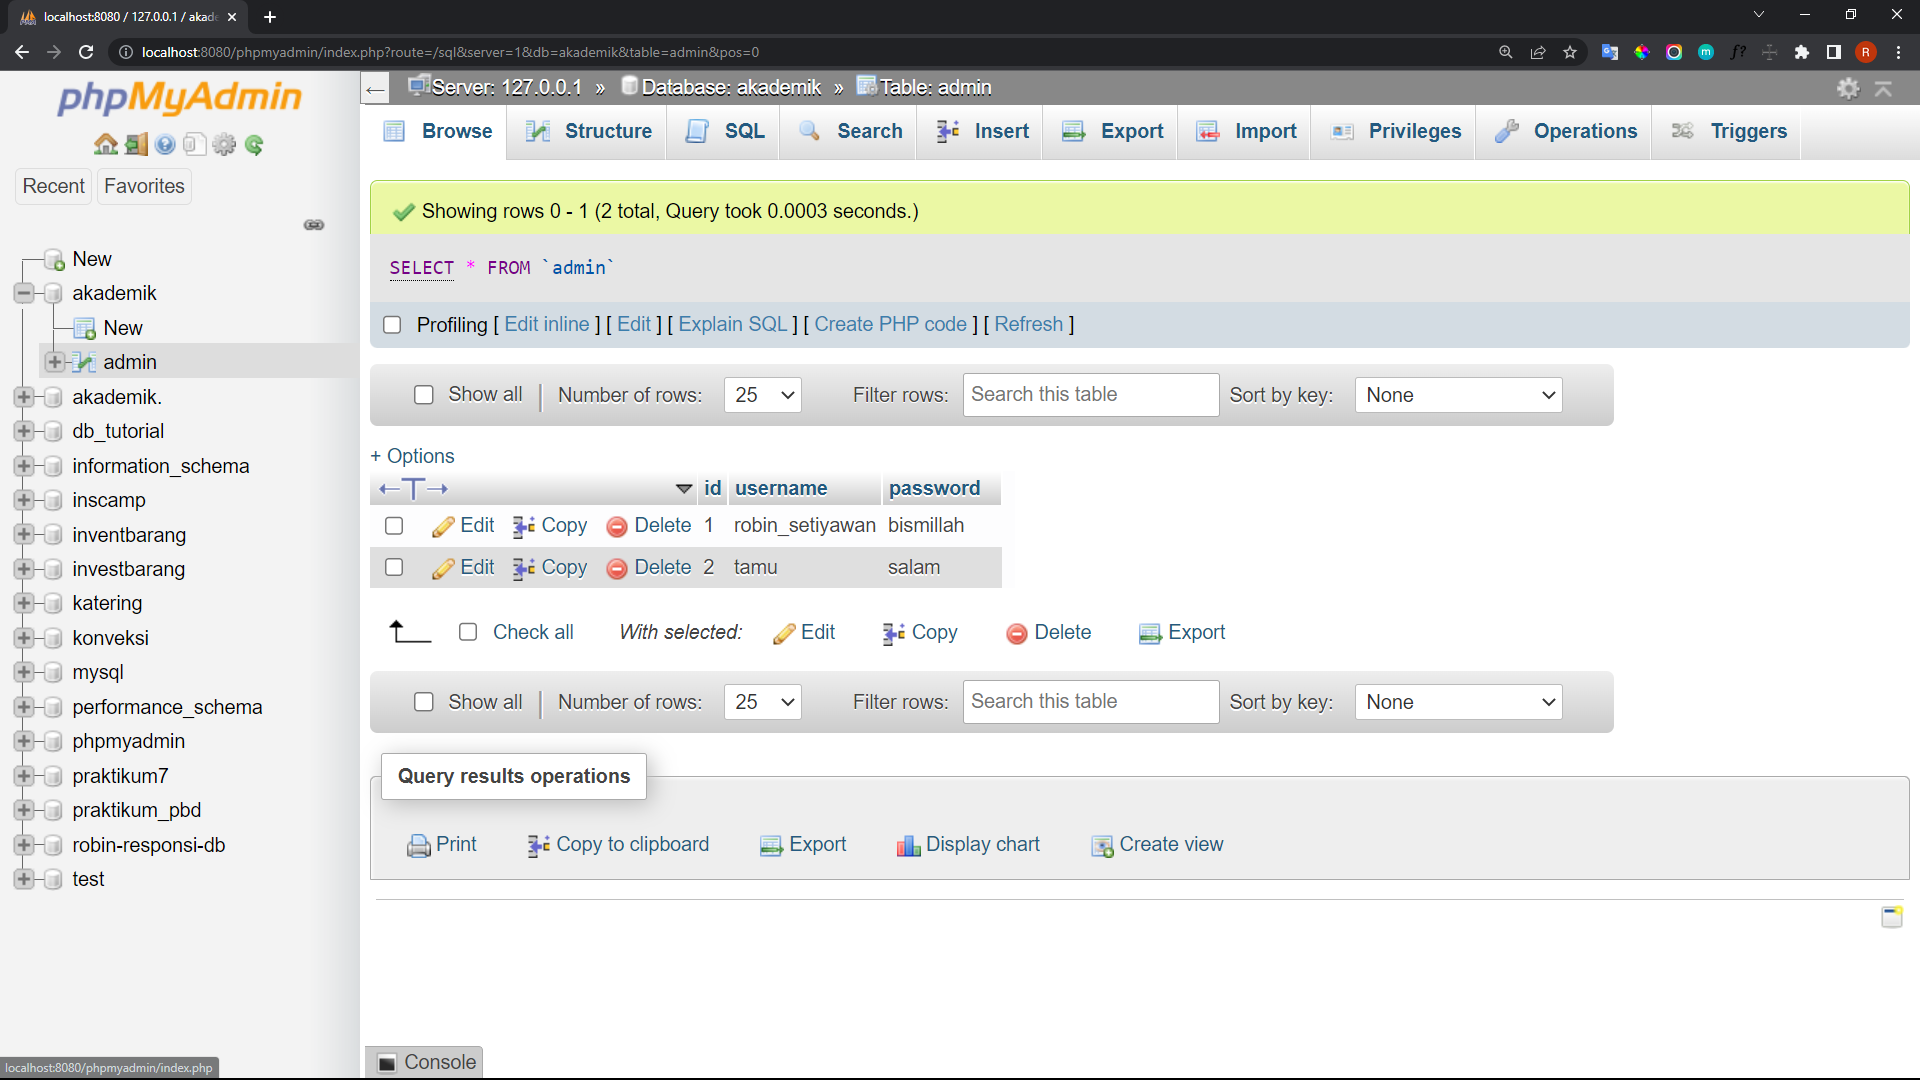 localhost:8080 / 127.0.0.1 / akade
localhost:8080/phpmyadmin/index.php?route=/sql&server=1&db=akademik&table=admin&pos=0
phpMyAdmin
Recent Favorites
New
akademik
New
admin
akademik.
db_tutorial
information_schema
inscamp
inventbarang
investbarang
katering
konveksi
mysql
performance_schema
phpmyadmin
praktikum7
praktikum_pbd
robin-responsi-db
test
localhost:8080/phpmyadmin/index.php
Server: 127.0.0.1 » Database: akademik » Table: admin
Browse Structure SQL Search Insert Export Import Privileges Operations Triggers
Showing rows 0 - 1 (2 total, Query took 0.0003 seconds.)
SELECT * FROM `admin`
Profiling [ Edit inline ] [ Edit ] [ Explain SQL ] [ Create PHP code ] [ Refresh ]
Show all Number of rows: 25 Filter rows: Search this table Sort by key: None
+ Options
id username password
Edit Copy Delete 1 robin_setiyawan bismillah
Edit Copy Delete 2 tamu salam
Check all With selected: Edit Copy Delete Export
Show all Number of rows: 25 Filter rows: Search this table Sort by key: None
Query results operations
Print Copy to clipboard Export Display chart Create view
Console